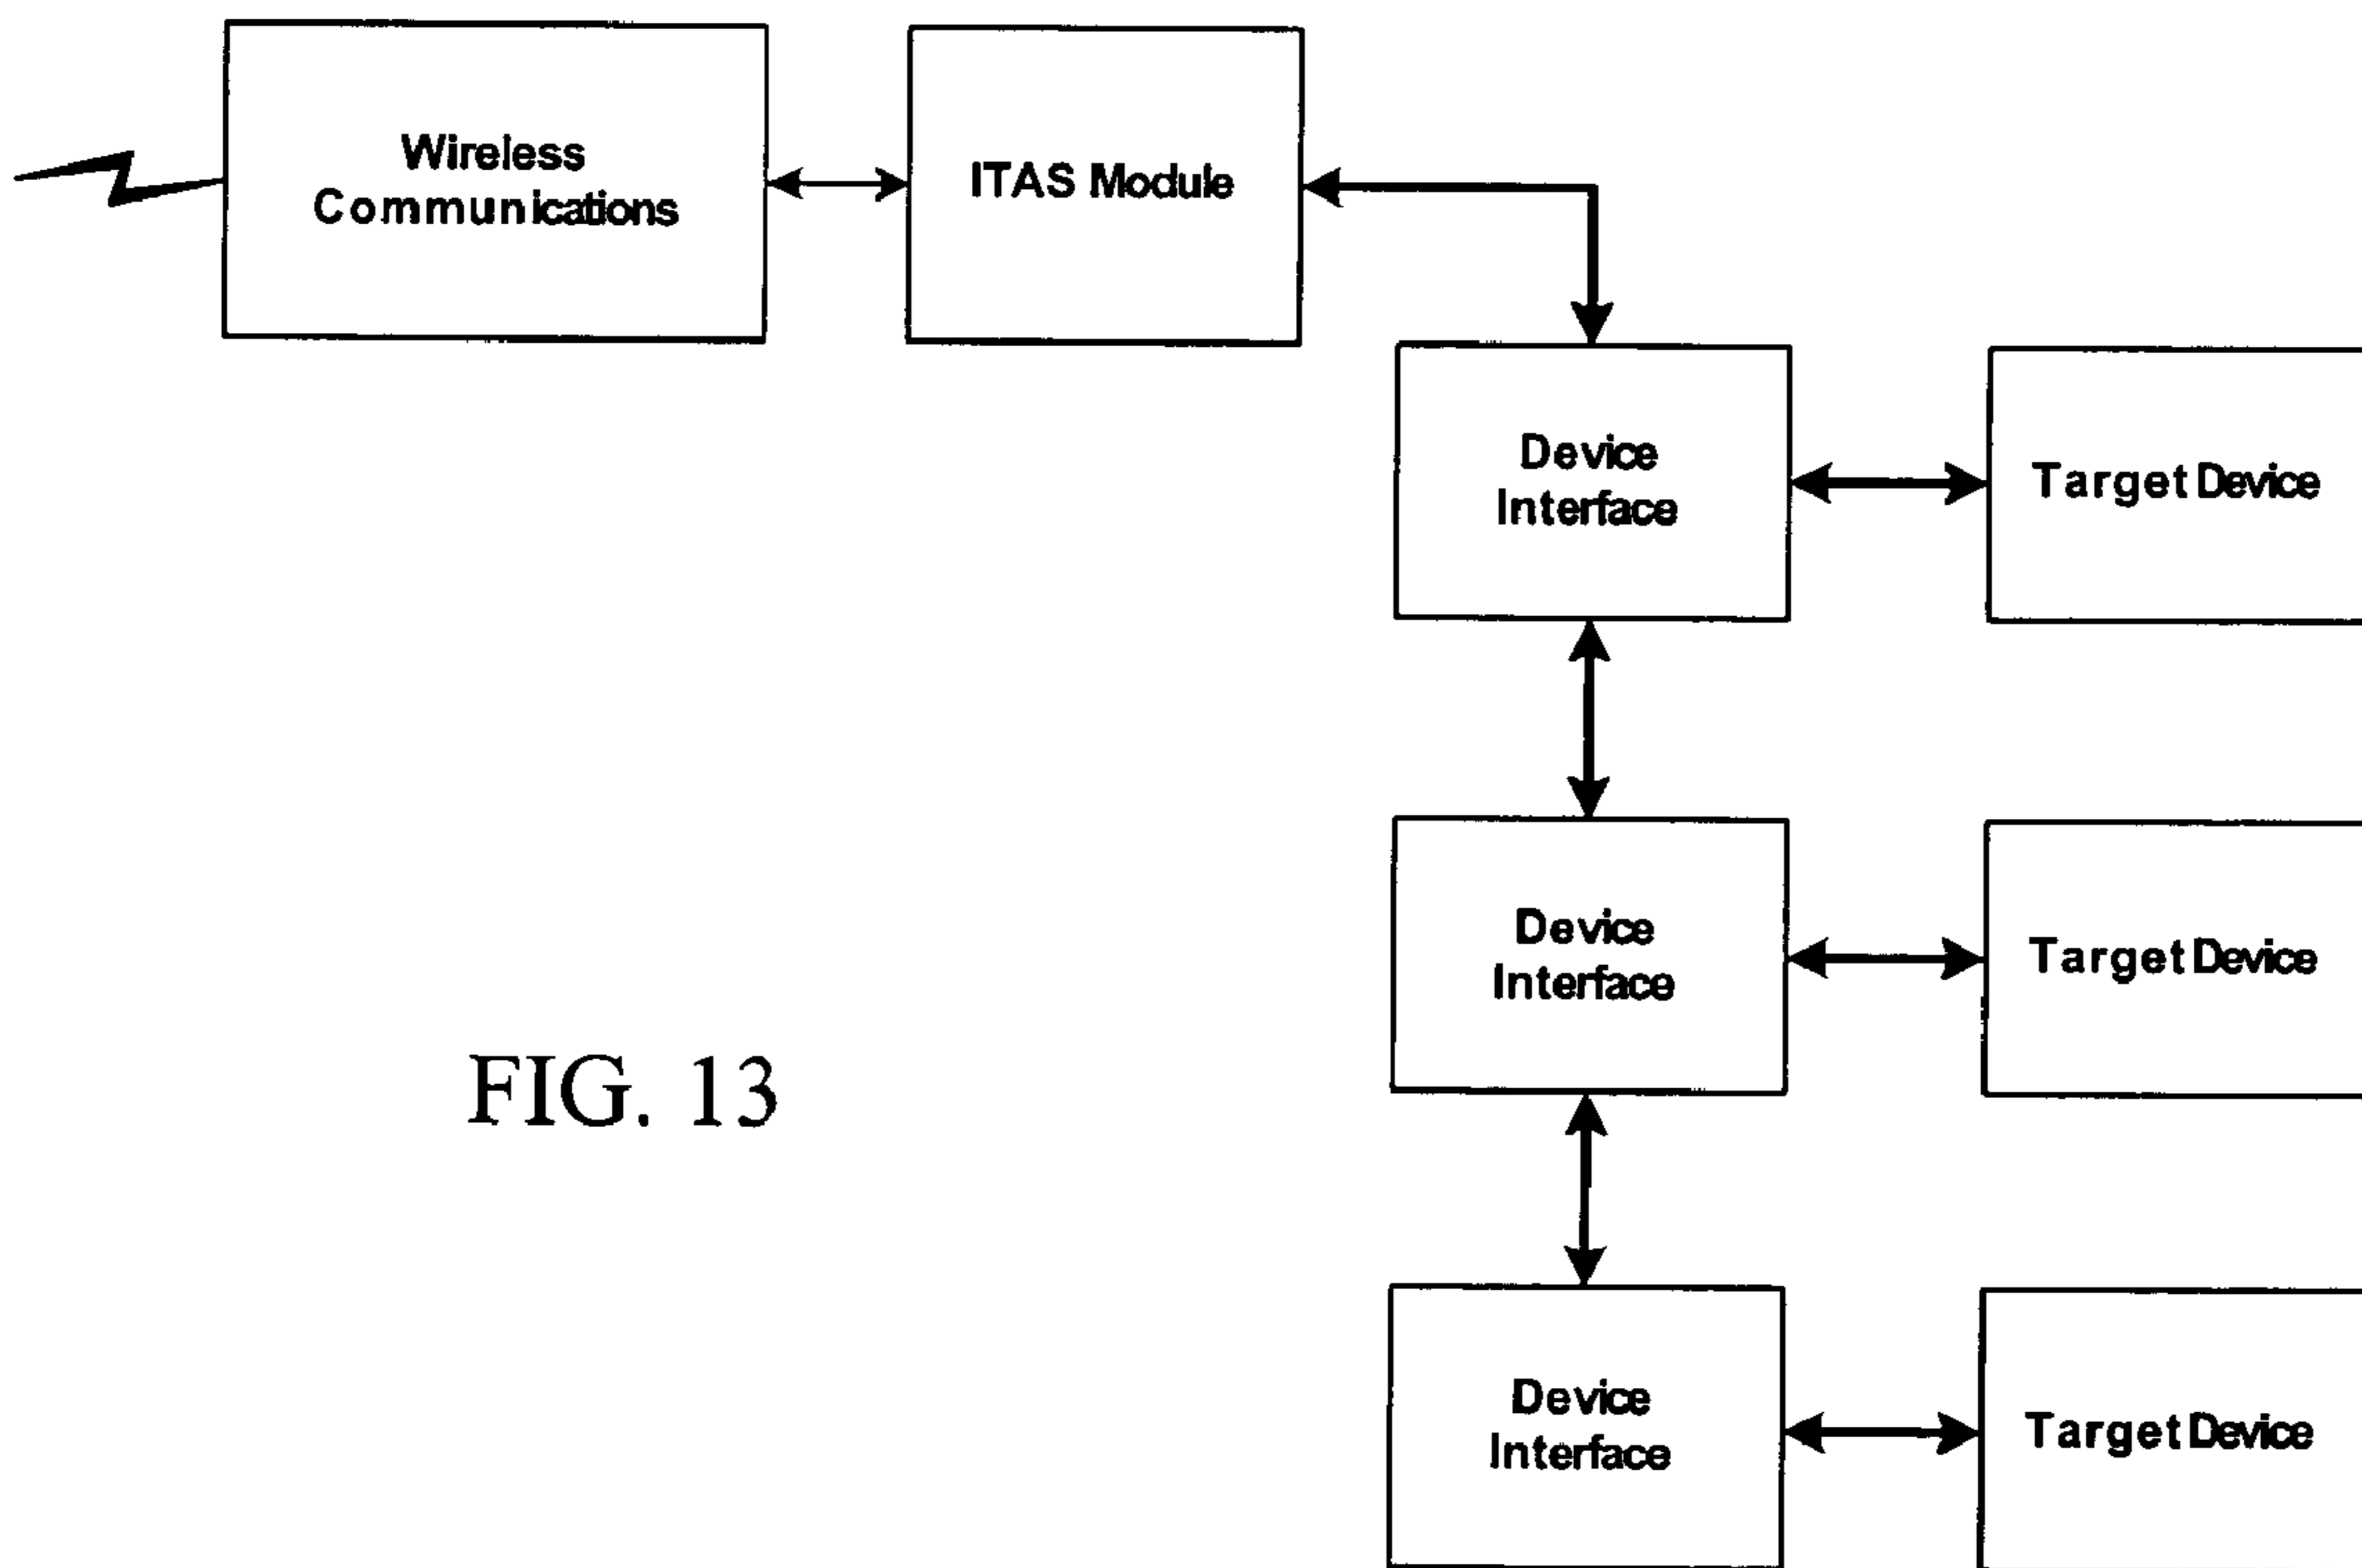 Wireless
Communications
ITAS Module
Device
Interface
Target Device
Device
Interface
Target Device
FIG. 13
Device
Interface
Target Device